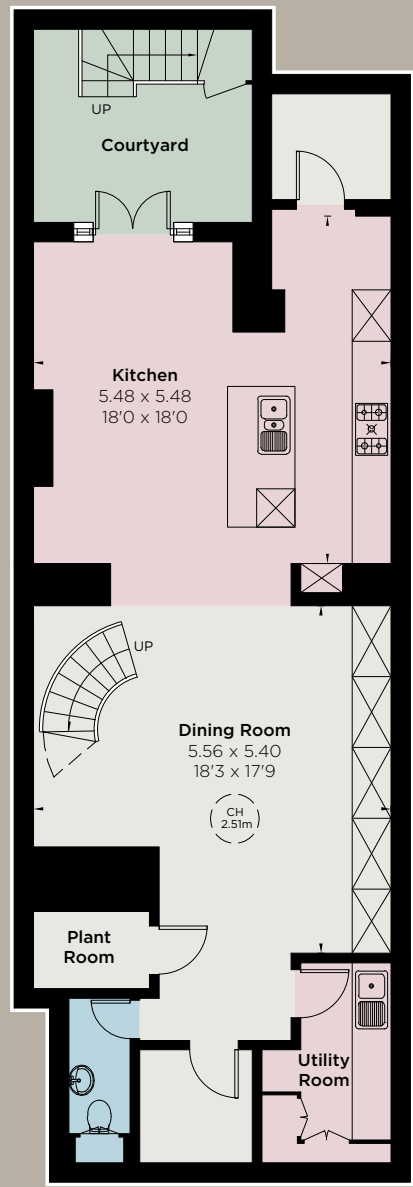 UP
Courtyard
Kitchen
5.48 x 5.48
18'0 x 18'0
UP
Dining Room
5.56 x 5.40
18'3 x 17'9
CH
2.51m
Plant
Room
Utility
Room